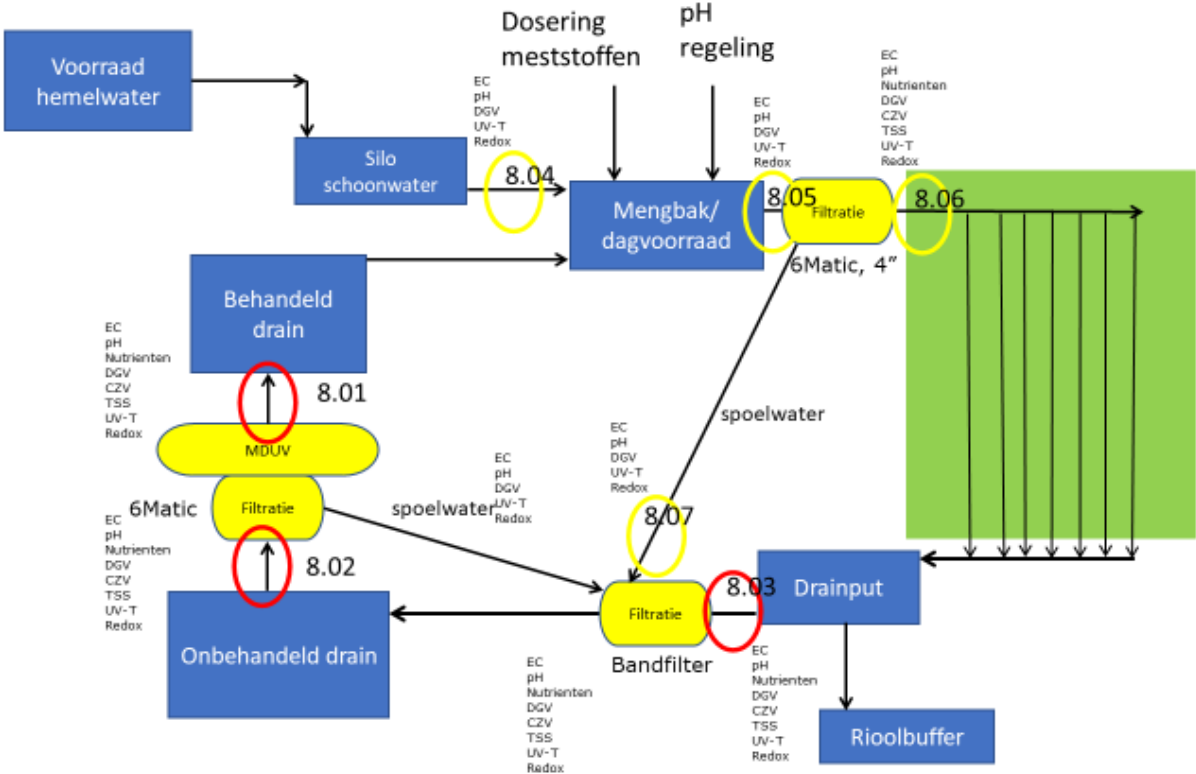 Dosering
meststoffen
pH
regeling
Voorraad
hemelwater
EC
pH
DGV
UV-T
Redox
EC
pH
Nutrienten
DGV
CZV
TSS
UV-T
Redox
EC
pH
DGV
UV-T
Redox
Silo
schoonwater
8.04
Mengbak/
dagvoorraad
8.05
Filtratie
8.06
6Matic, 4”
Behandeld
drain
EC
pH
Nutrienten
DGV
CZV
TSS
UV-T
Redox
8.01
spoelwater
MDUV
EC
pH
DGV
UV-T
Redox
EC
pH
DGV
UV-T
Redox
6Matic
Filtratie
spoelwater
8.07
EC
pH
Nutrienten
DGV
CZV
TSS
UV-T
Redox
8.02
8.03
Drainput
Filtratie
Onbehandeld drain
Bandfilter
EC
pH
Nutrienten
DGV
CZV
TSS
UV-T
Redox
EC
pH
Nutrienten
DGV
CZV
TSS
UV-T
Redox
Rioolbuffer